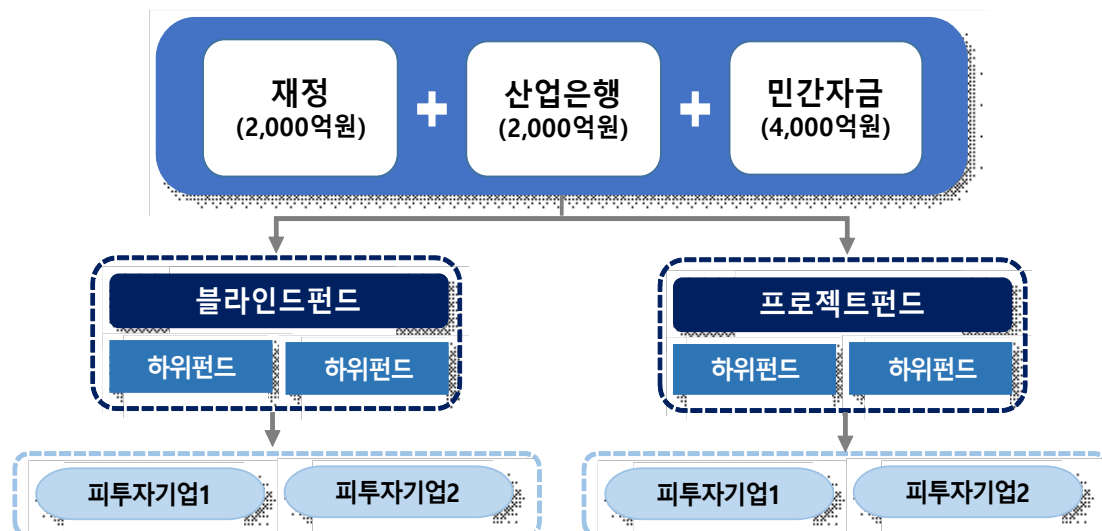 재정
(2,000억원)
산업은행
(2,000억원)
민간자금
(4,000억원)
블라인드펀드
하위펀드
하위펀드
프로젝트펀드
하위펀드
하위펀드
피투자기업1
피투자기업2
피투자기업1
피투자기업2